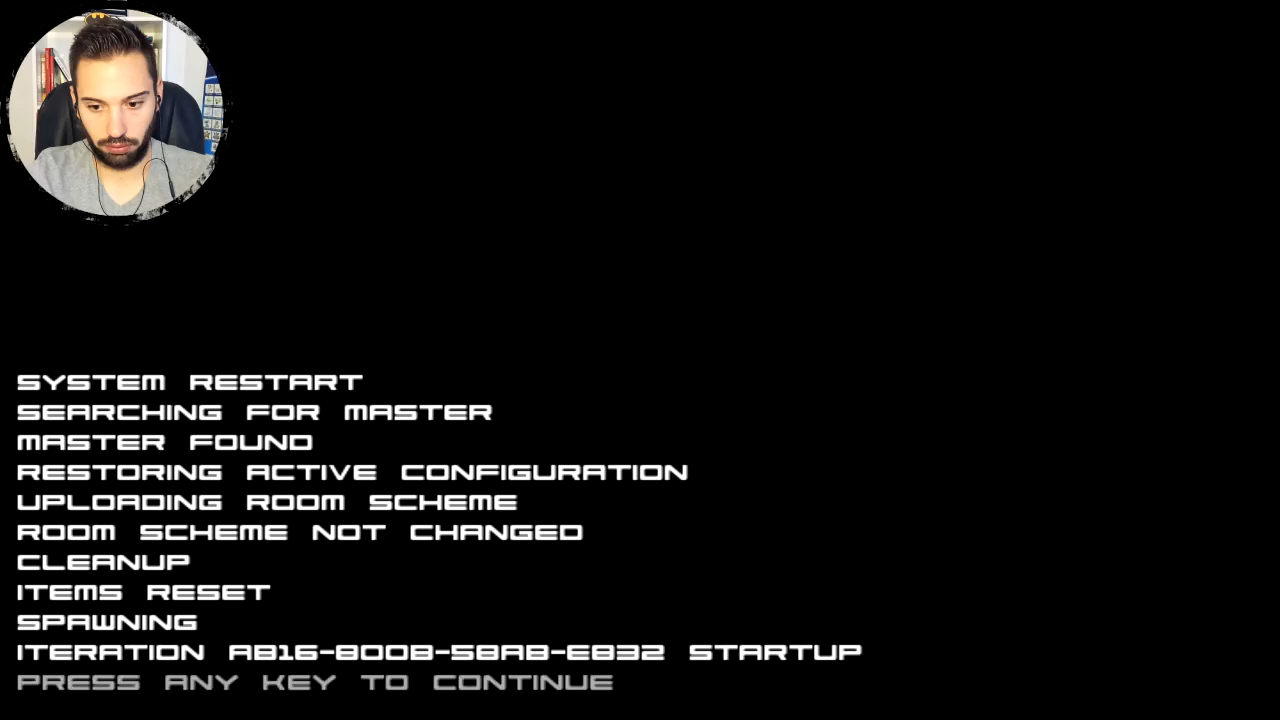 SYSTEM RESTART
SEARCHING FOR MASTER
MASTER FOUND
RESTORING ACTIVE CONFIGURATION
UPLOADING ROOM SCHEME
ROOM SCHEME NOT CHANGED
CLEANUP
ITEMS RESET
SPAWNING
ITERATION AB16-800B-58AB-E832 STARTUP
PRESS ANY KEY TO CONTINUE